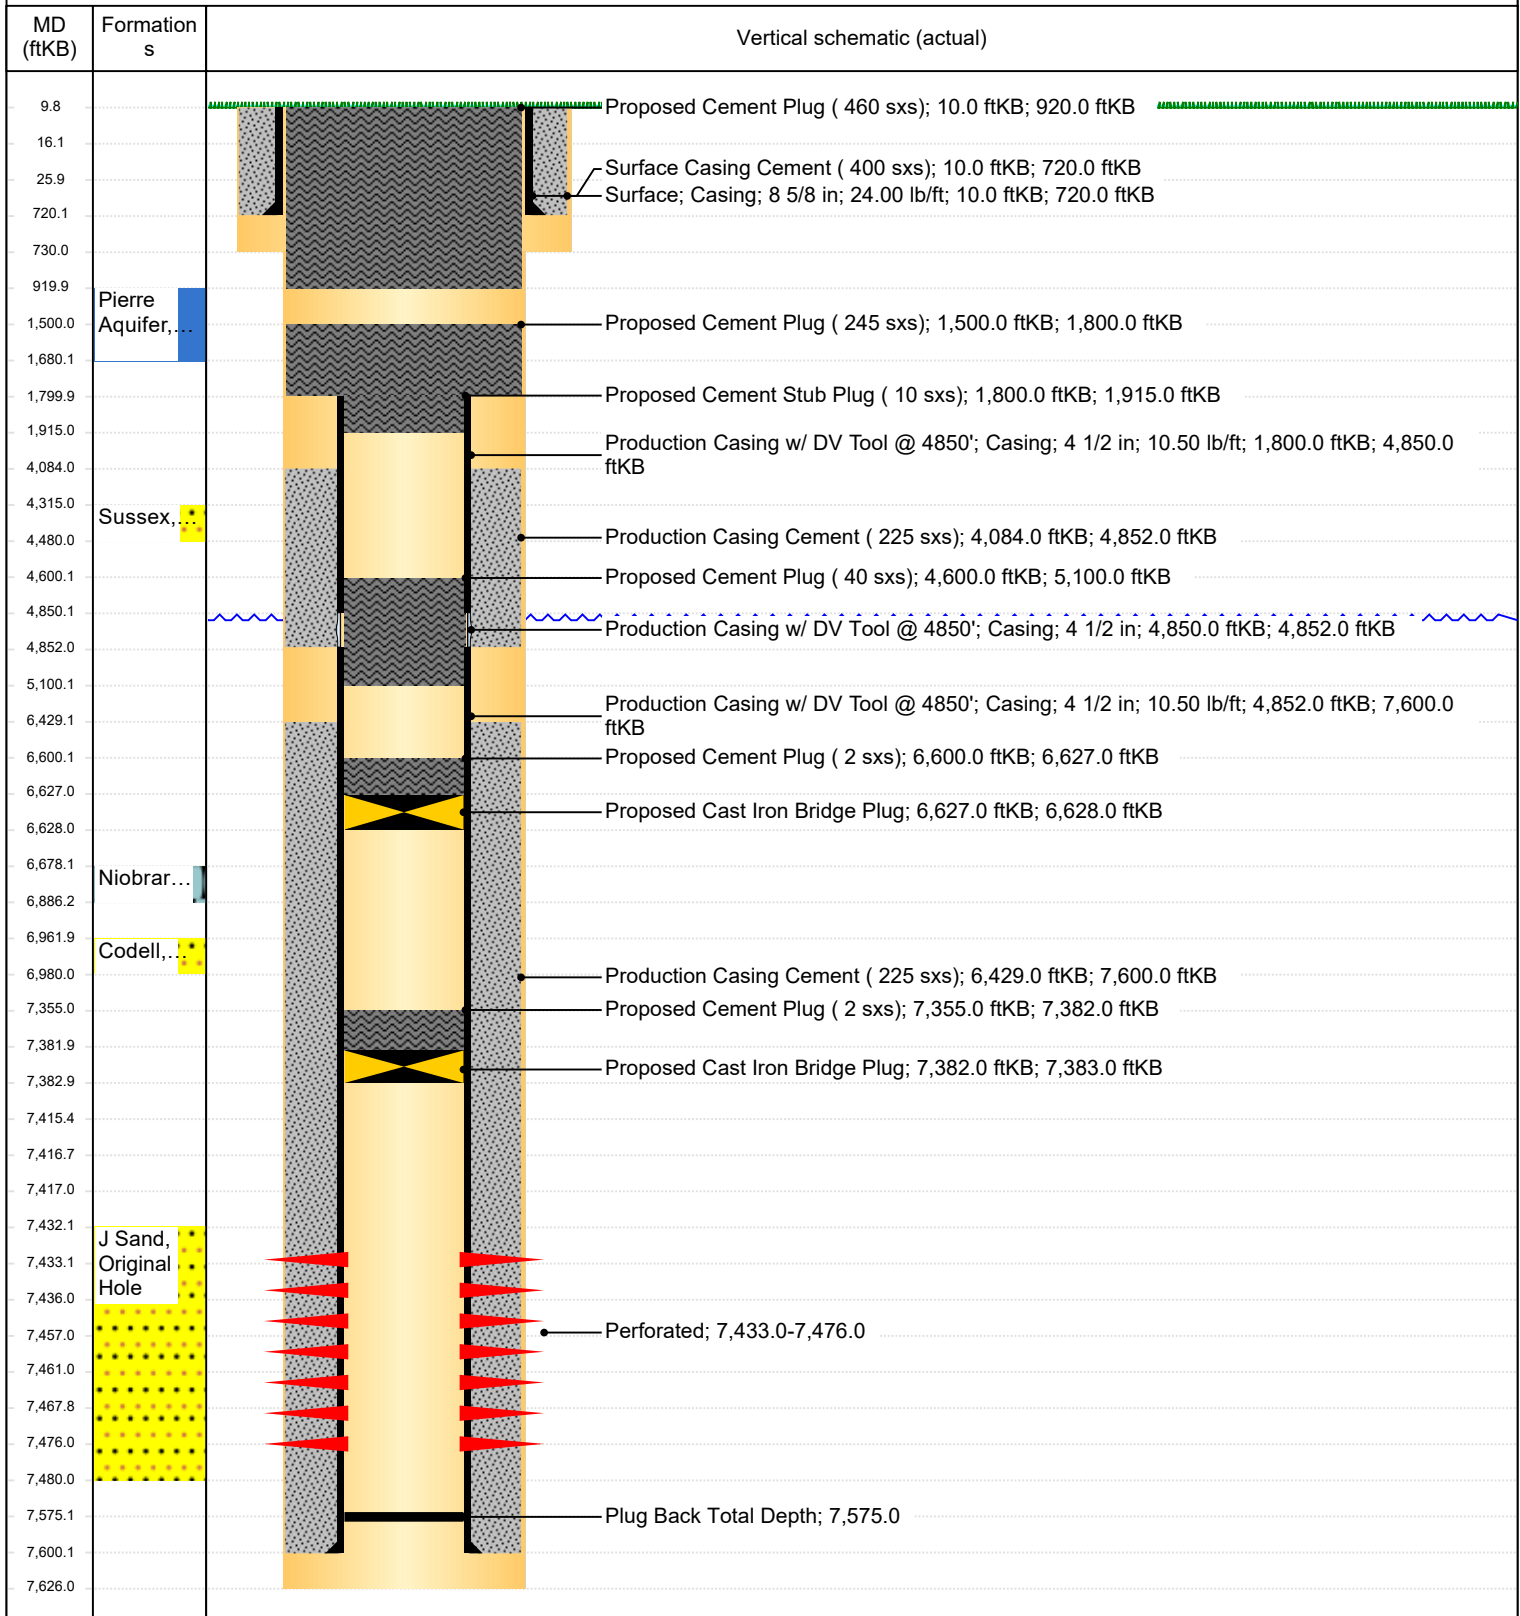 MD
(ftKB)
Formation
s
Vertical schematic (actual)
9.8
16.1
25.9
720.1
730.0
919.9
1,500.0
1,680.1
1,799.9
1,915.0
4,084.0
4,315.0
4,480.0
4,600.1
4,850.1
4,852.0
5,100.1
6,429.1
6,600.1
6,627.0
6,628.0
6,678.1
6,886.2
6,961.9
6,980.0
7,355.0
7,381.9
7,382.9
7,415.4
7,416.7
7,417.0
7,432.1
7,433.1
7,436.0
7,457.0
7,461.0
7,467.8
7,476.0
7,480.0
7,575.1
7,600.1
7,626.0
Pierre
Aquifer,...
Sussex,...
Niobrar...
Codell,...
J Sand,
Original
Hole
Proposed Cement Plug ( 460 sxs); 10.0 ftKB; 920.0 ftKB
Surface Casing Cement ( 400 sxs); 10.0 ftKB; 720.0 ftKB
Surface; Casing; 8 5/8 in; 24.00 lb/ft; 10.0 ftKB; 720.0 ftKB
Proposed Cement Plug ( 245 sxs); 1,500.0 ftKB; 1,800.0 ftKB
Proposed Cement Stub Plug ( 10 sxs); 1,800.0 ftKB; 1,915.0 ftKB
Production Casing w/ DV Tool @ 4850'; Casing; 4 1/2 in; 10.50 lb/ft; 1,800.0 ftKB; 4,850.0
ftKB
Production Casing Cement ( 225 sxs); 4,084.0 ftKB; 4,852.0 ftKB
Proposed Cement Plug ( 40 sxs); 4,600.0 ftKB; 5,100.0 ftKB
Production Casing w/ DV Tool @ 4850'; Casing; 4 1/2 in; 4,850.0 ftKB; 4,852.0 ftKB
Production Casing w/ DV Tool @ 4850'; Casing; 4 1/2 in; 10.50 lb/ft; 4,852.0 ftKB; 7,600.0
ftKB
Proposed Cement Plug ( 2 sxs); 6,600.0 ftKB; 6,627.0 ftKB
Proposed Cast Iron Bridge Plug; 6,627.0 ftKB; 6,628.0 ftKB
Production Casing Cement ( 225 sxs); 6,429.0 ftKB; 7,600.0 ftKB
Proposed Cement Plug ( 2 sxs); 7,355.0 ftKB; 7,382.0 ftKB
Proposed Cast Iron Bridge Plug; 7,382.0 ftKB; 7,383.0 ftKB
Perforated; 7,433.0-7,476.0
Plug Back Total Depth; 7,575.0